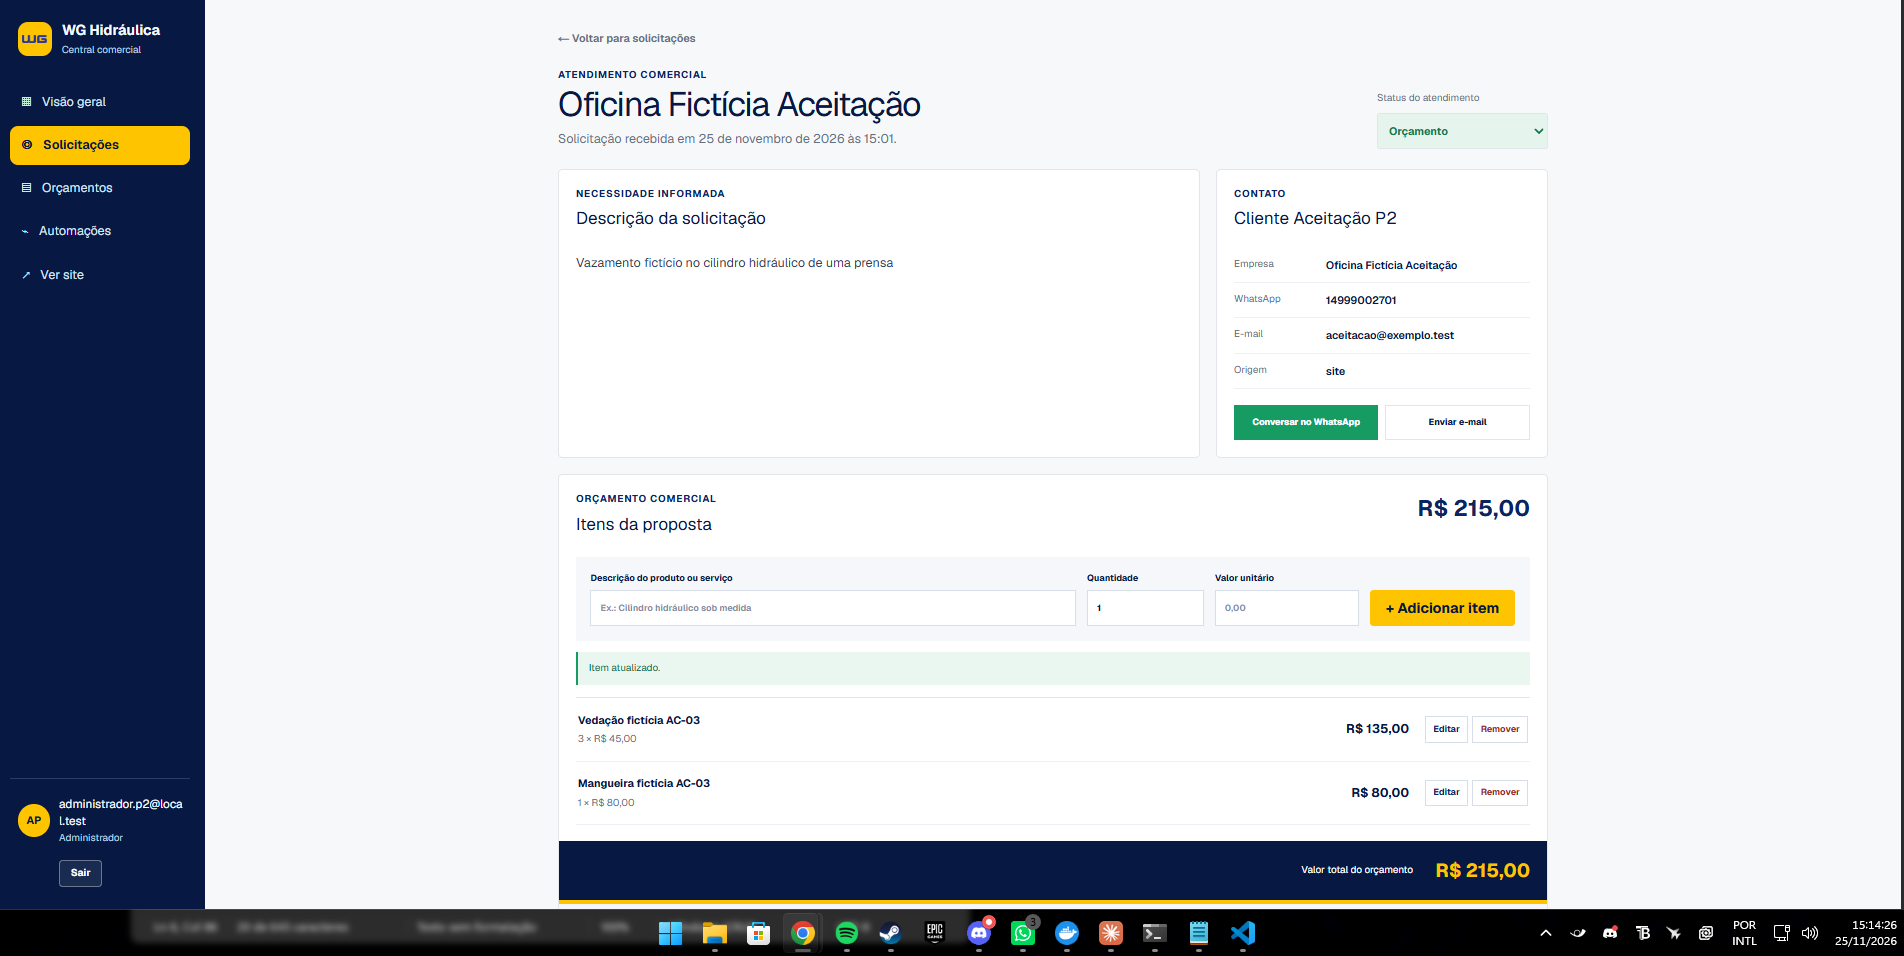 WG
WG Hidráulica
Central comercial
Visão geral
Solicitações
Orçamentos
Automações
Ver site
AP
administrador.p2@loca
l.test
Administrador
Sair
← Voltar para solicitações
ATENDIMENTO COMERCIAL
Oficina Fictícia Aceitação
Solicitação recebida em 25 de novembro de 2026 às 15:01.
Status do atendimento
Orçamento
NECESSIDADE INFORMADA
Descrição da solicitação
Vazamento fictício no cilindro hidráulico de uma prensa
CONTATO
Cliente Aceitação P2
Empresa Oficina Fictícia Aceitação
WhatsApp 14999002701
E-mail aceitacao@exemplo.test
Origem site
Conversar no WhatsApp Enviar e-mail
ORÇAMENTO COMERCIAL
Itens da proposta
R$ 215,00
Descrição do produto ou serviço Quantidade Valor unitário
Ex.: Cilindro hidráulico sob medida 1 0,00 + Adicionar item
Item atualizado.
Vedação fictícia AC-03
3 × R$ 45,00
R$ 135,00 Editar Remover
Mangueira fictícia AC-03
1 × R$ 80,00
R$ 80,00 Editar Remover
Valor total do orçamento R$ 215,00
EPIC
GAMES
3
POR
INTL
15:14:26
25/11/2026